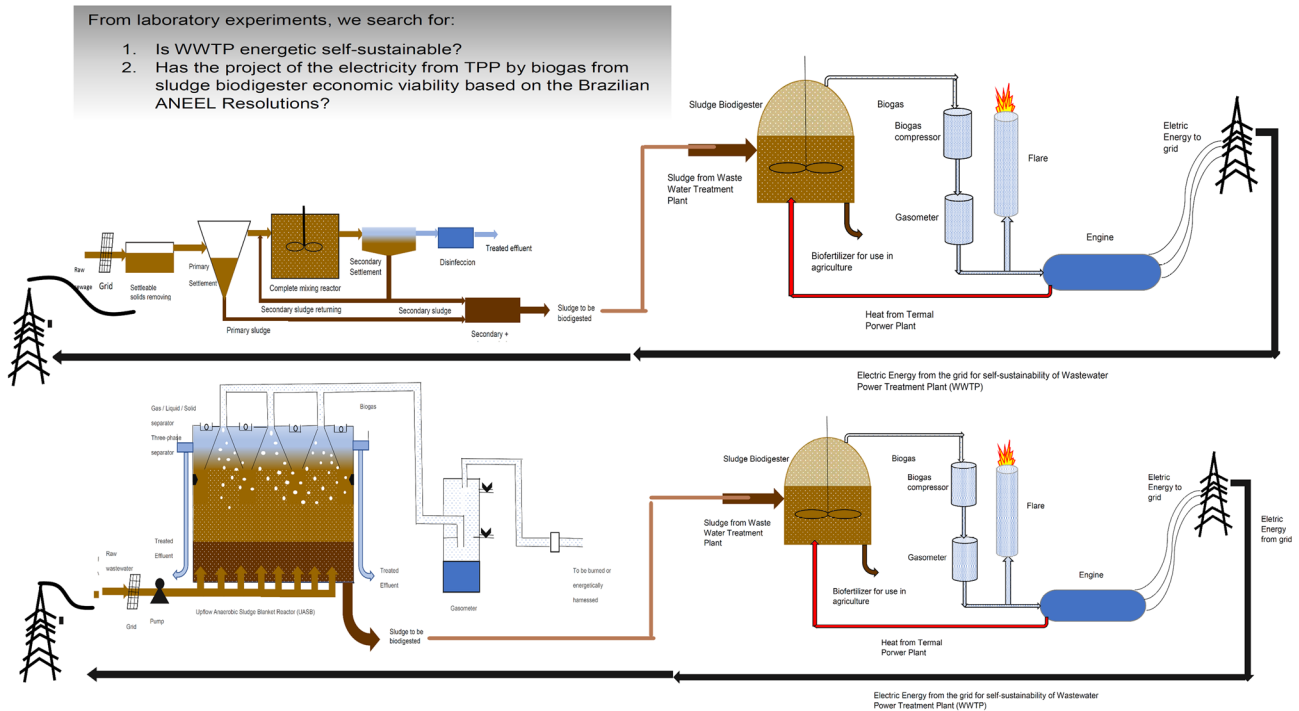 From laboratory experiments, we search for:
1. Is WWTP energetic self-sustainable?
2. Has the project of the electricity from TPP by biogas from
sludge biodigester economic viability based on the Brazilian
ANEEL Resolutions?
Sludge Biodigester
Biogas
Biogas
compressor
Flare
Eletric
Energy to
grid
Sludge from Waste
Water Treatment
Plant
Gasometer
Engine
Biofertilizer for use in
agriculture
Heat from Termal
Porwer Plant
Raw
Grid
Settleable
solids removing
Primary
Settlement
Complete mixing reactor
Secondary
Settlement
Disinfeccion
Treated effluent
Secondary sludge returning
Secondary sludge
Primary sludge
Secondary +
Sludge to be
biodigested
Electric Energy from the grid for self-sustainability of Wastewater
Power Treatment Plant (WWTP)
Gas / Liquid / Solid
separator
Three-phase
separator
Biogas
Treated
Effluent
Raw
wastewater
Grid
Pump
Upflow Anaerobic Sludge Blanket Reactor (UASB)
Treated
Effluent
Gasometer
To be burned or
energetically
harnessed
Sludge to be
biodigested
Sludge Biodigester
Biogas
Biogas
compressor
Flare
Eletric
Energy to
grid
Eletric
Energy
from grid
Sludge from Waste
Water Treatment
Plant
Gasometer
Engine
Biofertilizer for use in
agriculture
Heat from Termal
Porwer Plant
Electric Energy from the grid for self-sustainability of Wastewater
Power Treatment Plant (WWTP)